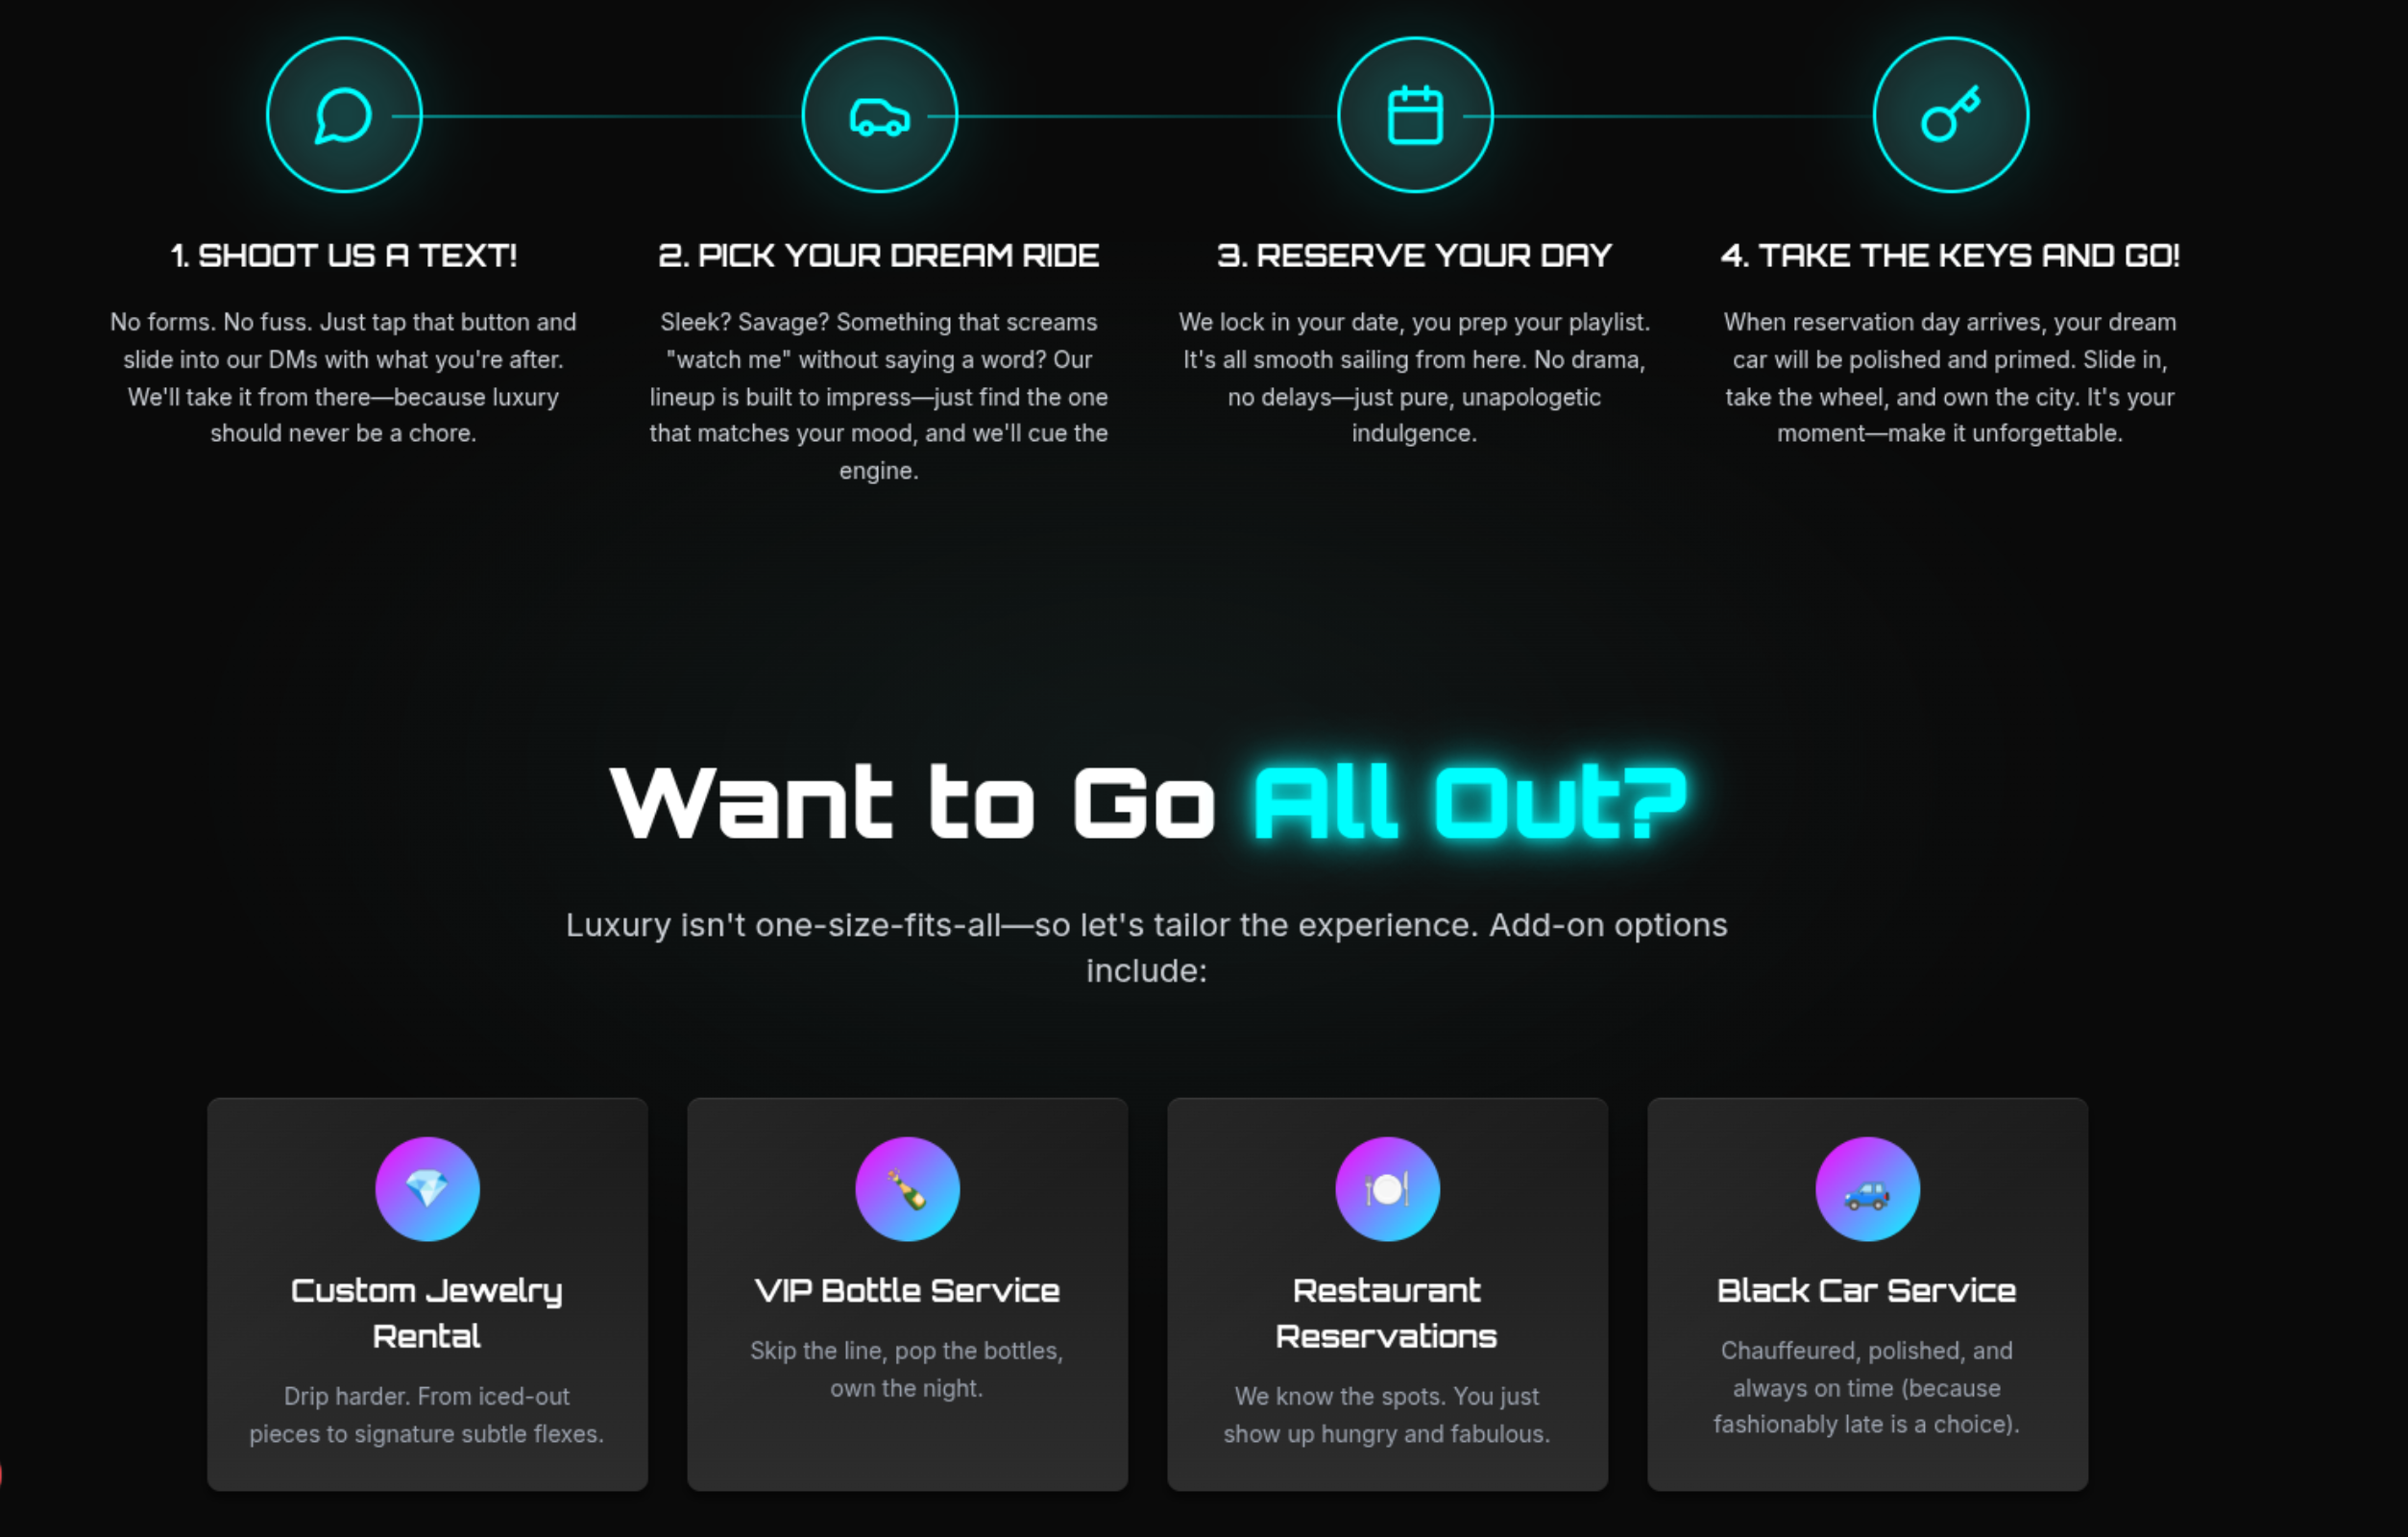 1. SHOOT US A TEXT!
No forms. No fuss. Just tap that button and
slide into our DMs with what you're after.
We'll take it from there—because luxury
should never be a chore.
2. PICK YOUR DREAM RIDE
Sleek? Savage? Something that screams
"watch me" without saying a word? Our
lineup is built to impress—just find the one
that matches your mood, and we'll cue the
engine.
3. RESERVE YOUR DAY
We lock in your date, you prep your playlist.
It's all smooth sailing from here. No drama,
no delays—just pure, unapologetic
indulgence.
4. TAKE THE KEYS AND GO!
When reservation day arrives, your dream
car will be polished and primed. Slide in,
take the wheel, and own the city. It's your
moment—make it unforgettable.
Want to Go All Out?
Luxury isn't one-size-fits-all—so let's tailor the experience. Add-on options
include:
Custom Jewelry
Rental
Drip harder. From iced-out
pieces to signature subtle flexes.
VIP Bottle Service
Skip the line, pop the bottles,
own the night.
Restaurant
Reservations
We know the spots. You just
show up hungry and fabulous.
Black Car Service
Chauffeured, polished, and
always on time (because
fashionably late is a choice).